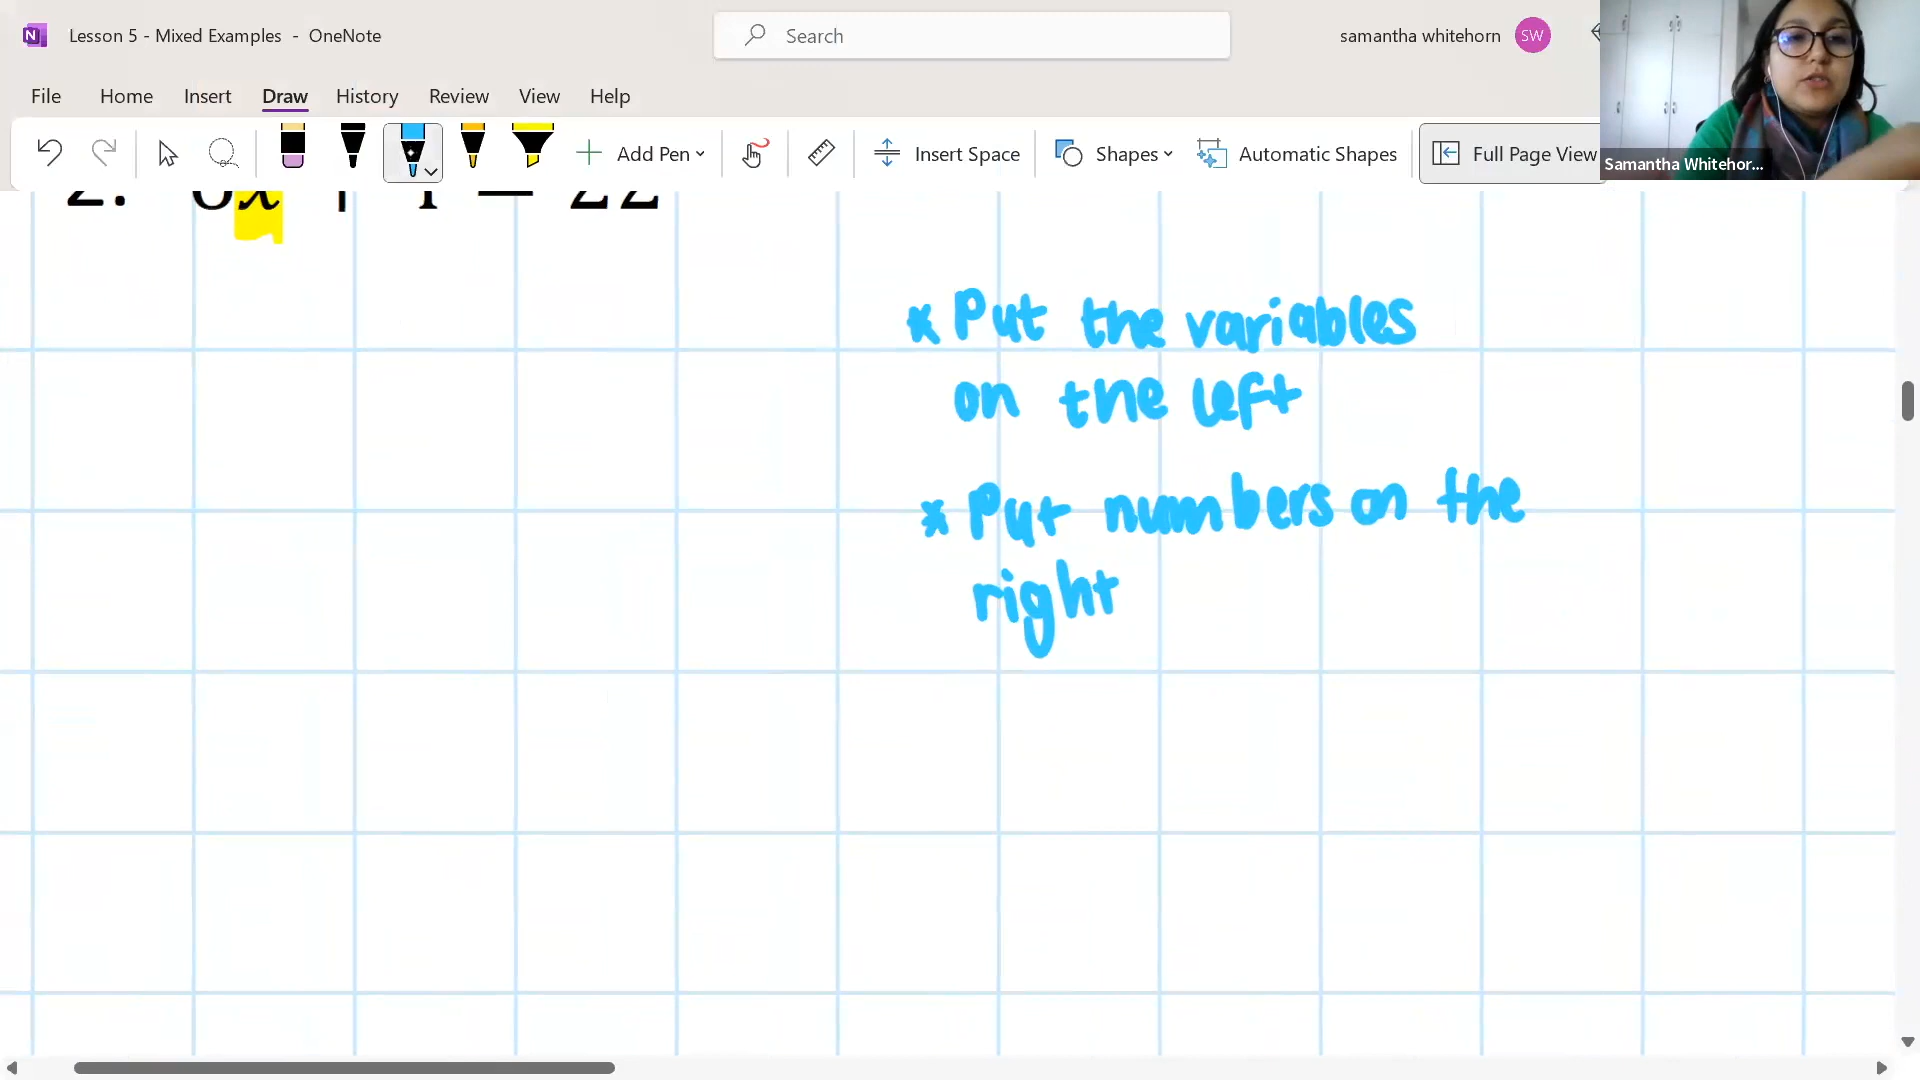 Lesson 5 - Mixed Examples - OneNote
Search
samantha whitehorn
SW
File Home Insert Draw History Review View Help
Add Pen
Insert Space
Shapes
Automatic Shapes
Full Page View
Samantha Whitehor...
2. x = 22
* Put the variables
on the left
* Put numbers on the
right